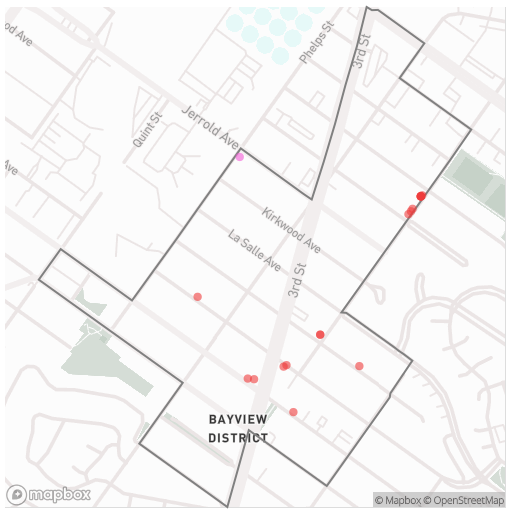 wood Ave
Phelps St
3rd St
Quint St
Jerrold Ave
Ave
Kirkwood Ave
La Salle Ave
3rd St
BAYVIEW
DISTRICT
mapbox
© Mapbox © OpenStreetMap